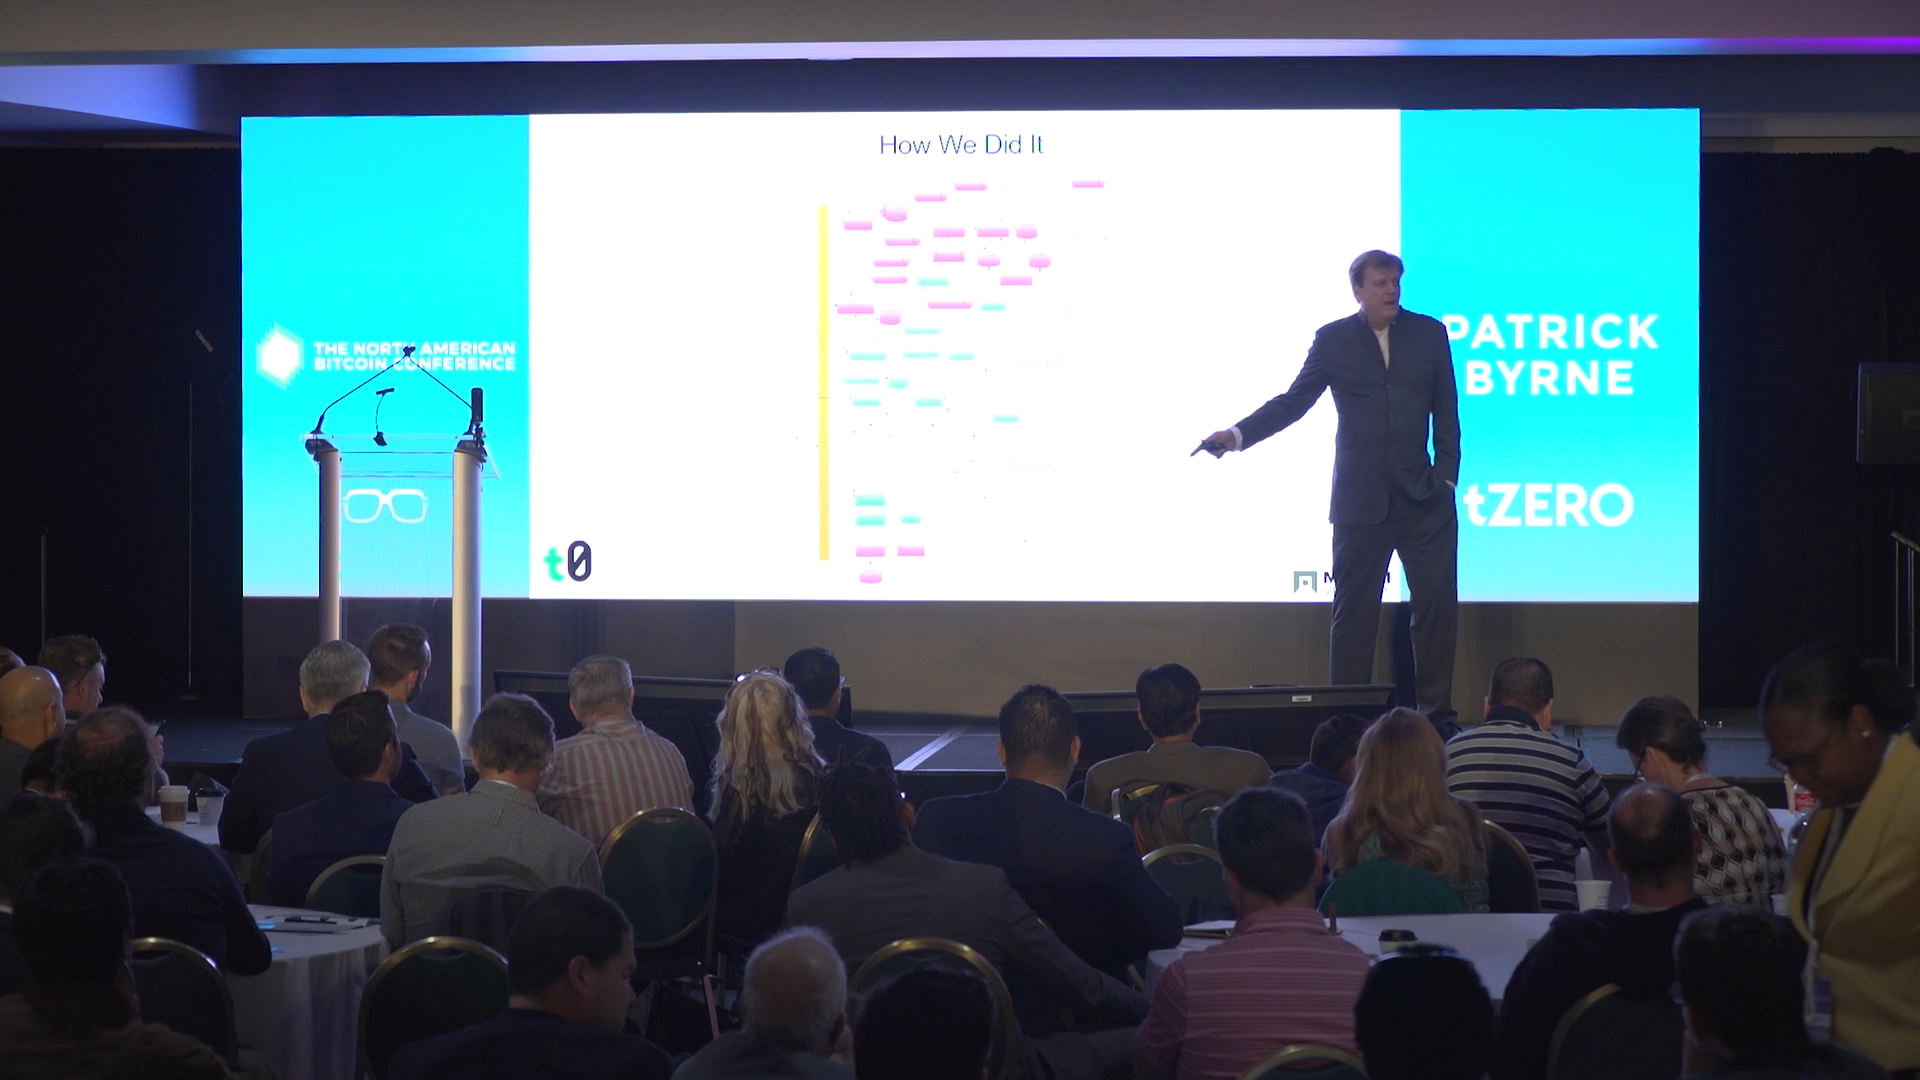 How We Did It
THE NORTH AMERICAN
BITCOIN CONFERENCE
PATRICK
BYRNE
tZERO
t0